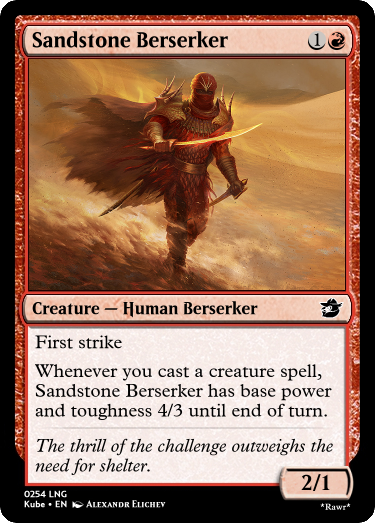 Sandstone Berserker 1
Creature — Human Berserker
First strike
Whenever you cast a creature spell,
Sandstone Berserker has base power
and toughness 4/3 until end of turn.
The thrill of the challenge outweighs the
need for shelter.
2/1
0254 LNG
Kube • EN Alexandr Elichev
*Rawr*